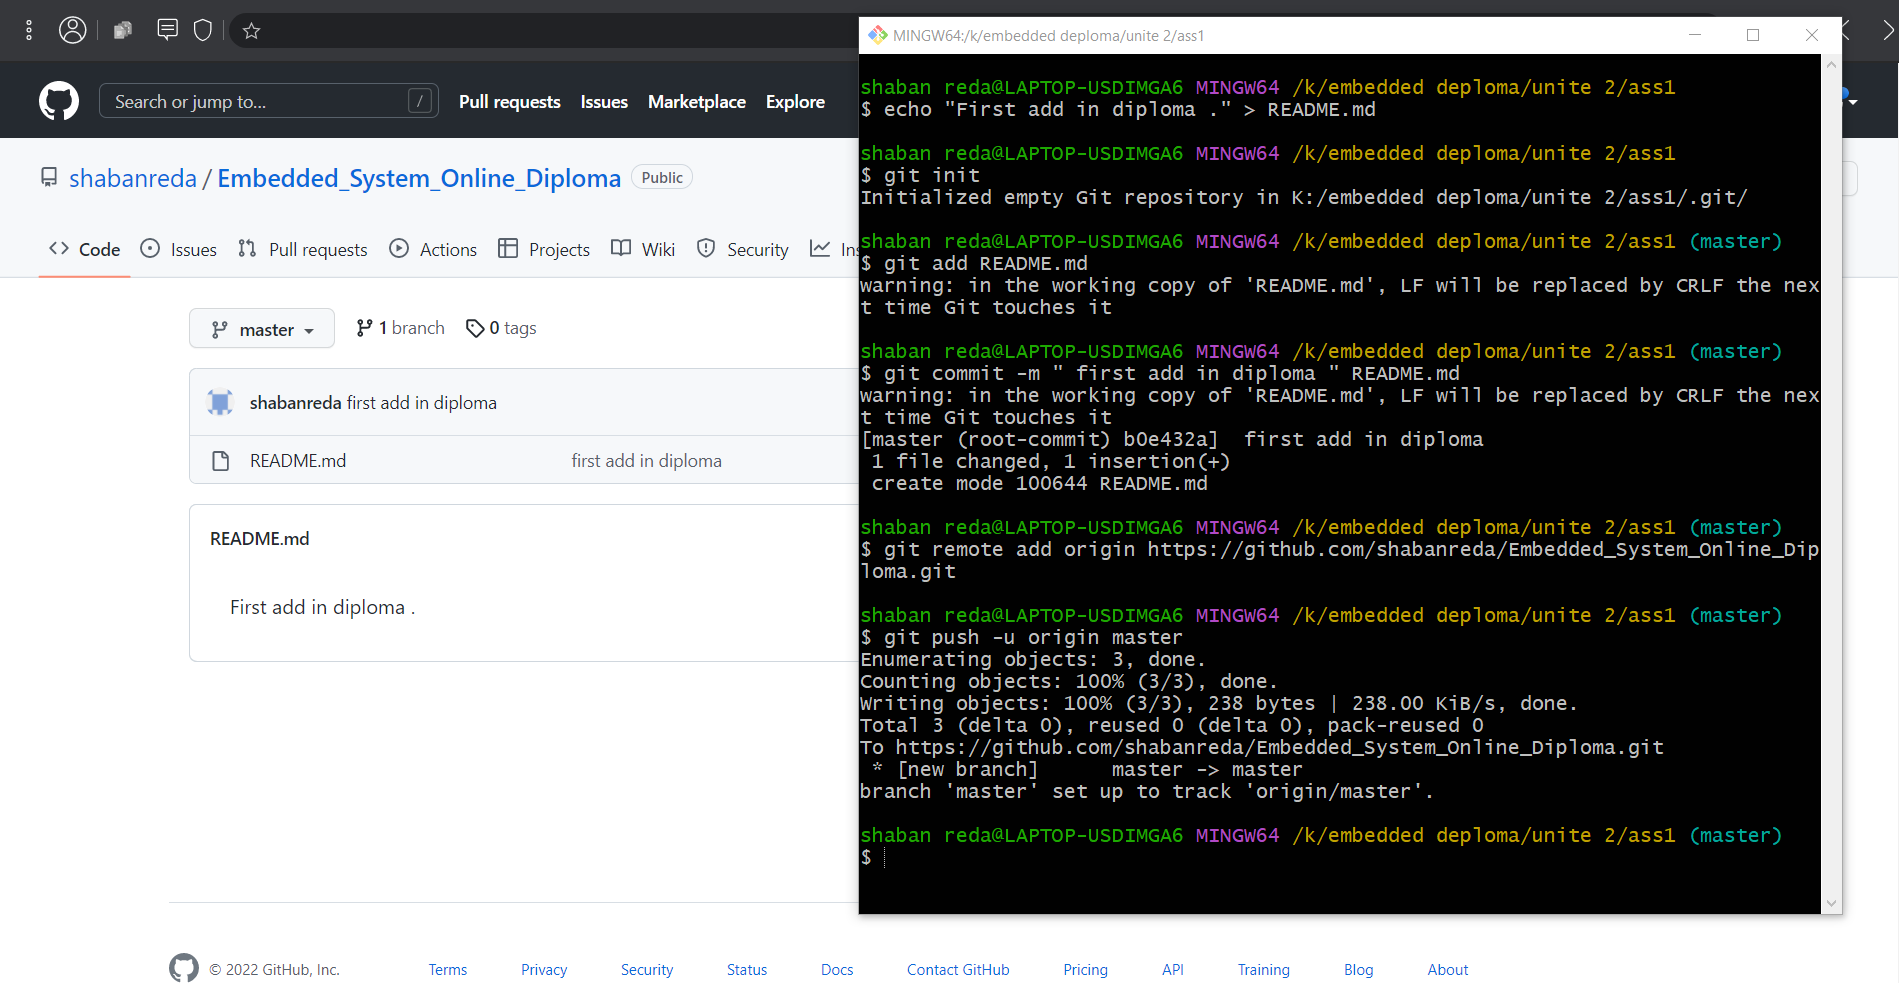 Search or jump to...
/
Pull requests
Issues
Marketplace
Explore
shabanreda / Embedded_System_Online_Diploma
Public
Code
Issues
Pull requests
Actions
Projects
Wiki
Security
Ins
master
1 branch
0 tags
shabanreda first add in diploma
README.md
first add in diploma
README.md
First add in diploma .
© 2022 GitHub, Inc.
Terms
Privacy
Security
Status
Docs
Contact GitHub
Pricing
API
Training
Blog
About
MINGW64:/k/embedded deploma/unite 2/ass1
shaban reda@LAPTOP-USDIMGA6 MINGW64 /k/embedded deploma/unite 2/ass1
$ echo "First add in diploma ." > README.md
shaban reda@LAPTOP-USDIMGA6 MINGW64 /k/embedded deploma/unite 2/ass1
$ git init
Initialized empty Git repository in K:/embedded deploma/unite 2/ass1/.git/
shaban reda@LAPTOP-USDIMGA6 MINGW64 /k/embedded deploma/unite 2/ass1 (master)
$ git add README.md
warning: in the working copy of 'README.md', LF will be replaced by CRLF the nex
t time Git touches it
shaban reda@LAPTOP-USDIMGA6 MINGW64 /k/embedded deploma/unite 2/ass1 (master)
$ git commit -m " first add in diploma " README.md
warning: in the working copy of 'README.md', LF will be replaced by CRLF the nex
t time Git touches it
[master (root-commit) b0e432a]  first add in diploma
1 file changed, 1 insertion(+)
create mode 100644 README.md
shaban reda@LAPTOP-USDIMGA6 MINGW64 /k/embedded deploma/unite 2/ass1 (master)
$ git remote add origin https://github.com/shabanreda/Embedded_System_Online_Dip
loma.git
shaban reda@LAPTOP-USDIMGA6 MINGW64 /k/embedded deploma/unite 2/ass1 (master)
$ git push -u origin master
Enumerating objects: 3, done.
Counting objects: 100% (3/3), done.
Writing objects: 100% (3/3), 238 bytes | 238.00 KiB/s, done.
Total 3 (delta 0), reused 0 (delta 0), pack-reused 0
To https://github.com/shabanreda/Embedded_System_Online_Diploma.git
* [new branch]      master -> master
branch 'master' set up to track 'origin/master'.
shaban reda@LAPTOP-USDIMGA6 MINGW64 /k/embedded deploma/unite 2/ass1 (master)
$